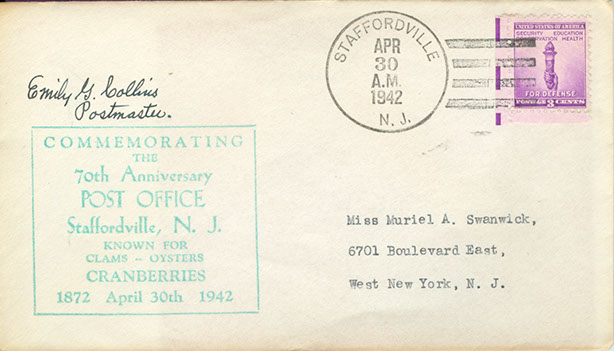 STAFFORDVILLE
APR
30
A.M.
1942
N. J.
UNITED STATES OF AMERICA
SECURITY EDUCATION
CONSERVATION HEALTH
FOR DEFENSE
POSTAGE 3 CENTS
Emily G. Collins
Postmaster.
COMMEMORATING
THE
70th Anniversary
POST OFFICE
Staffordville, N. J.
KNOWN FOR
CLAMS -- OYSTERS
CRANBERRIES
1872 April 30th 1942
Miss Muriel A. Swanwick,
6701 Boulevard East,
West New York, N. J.